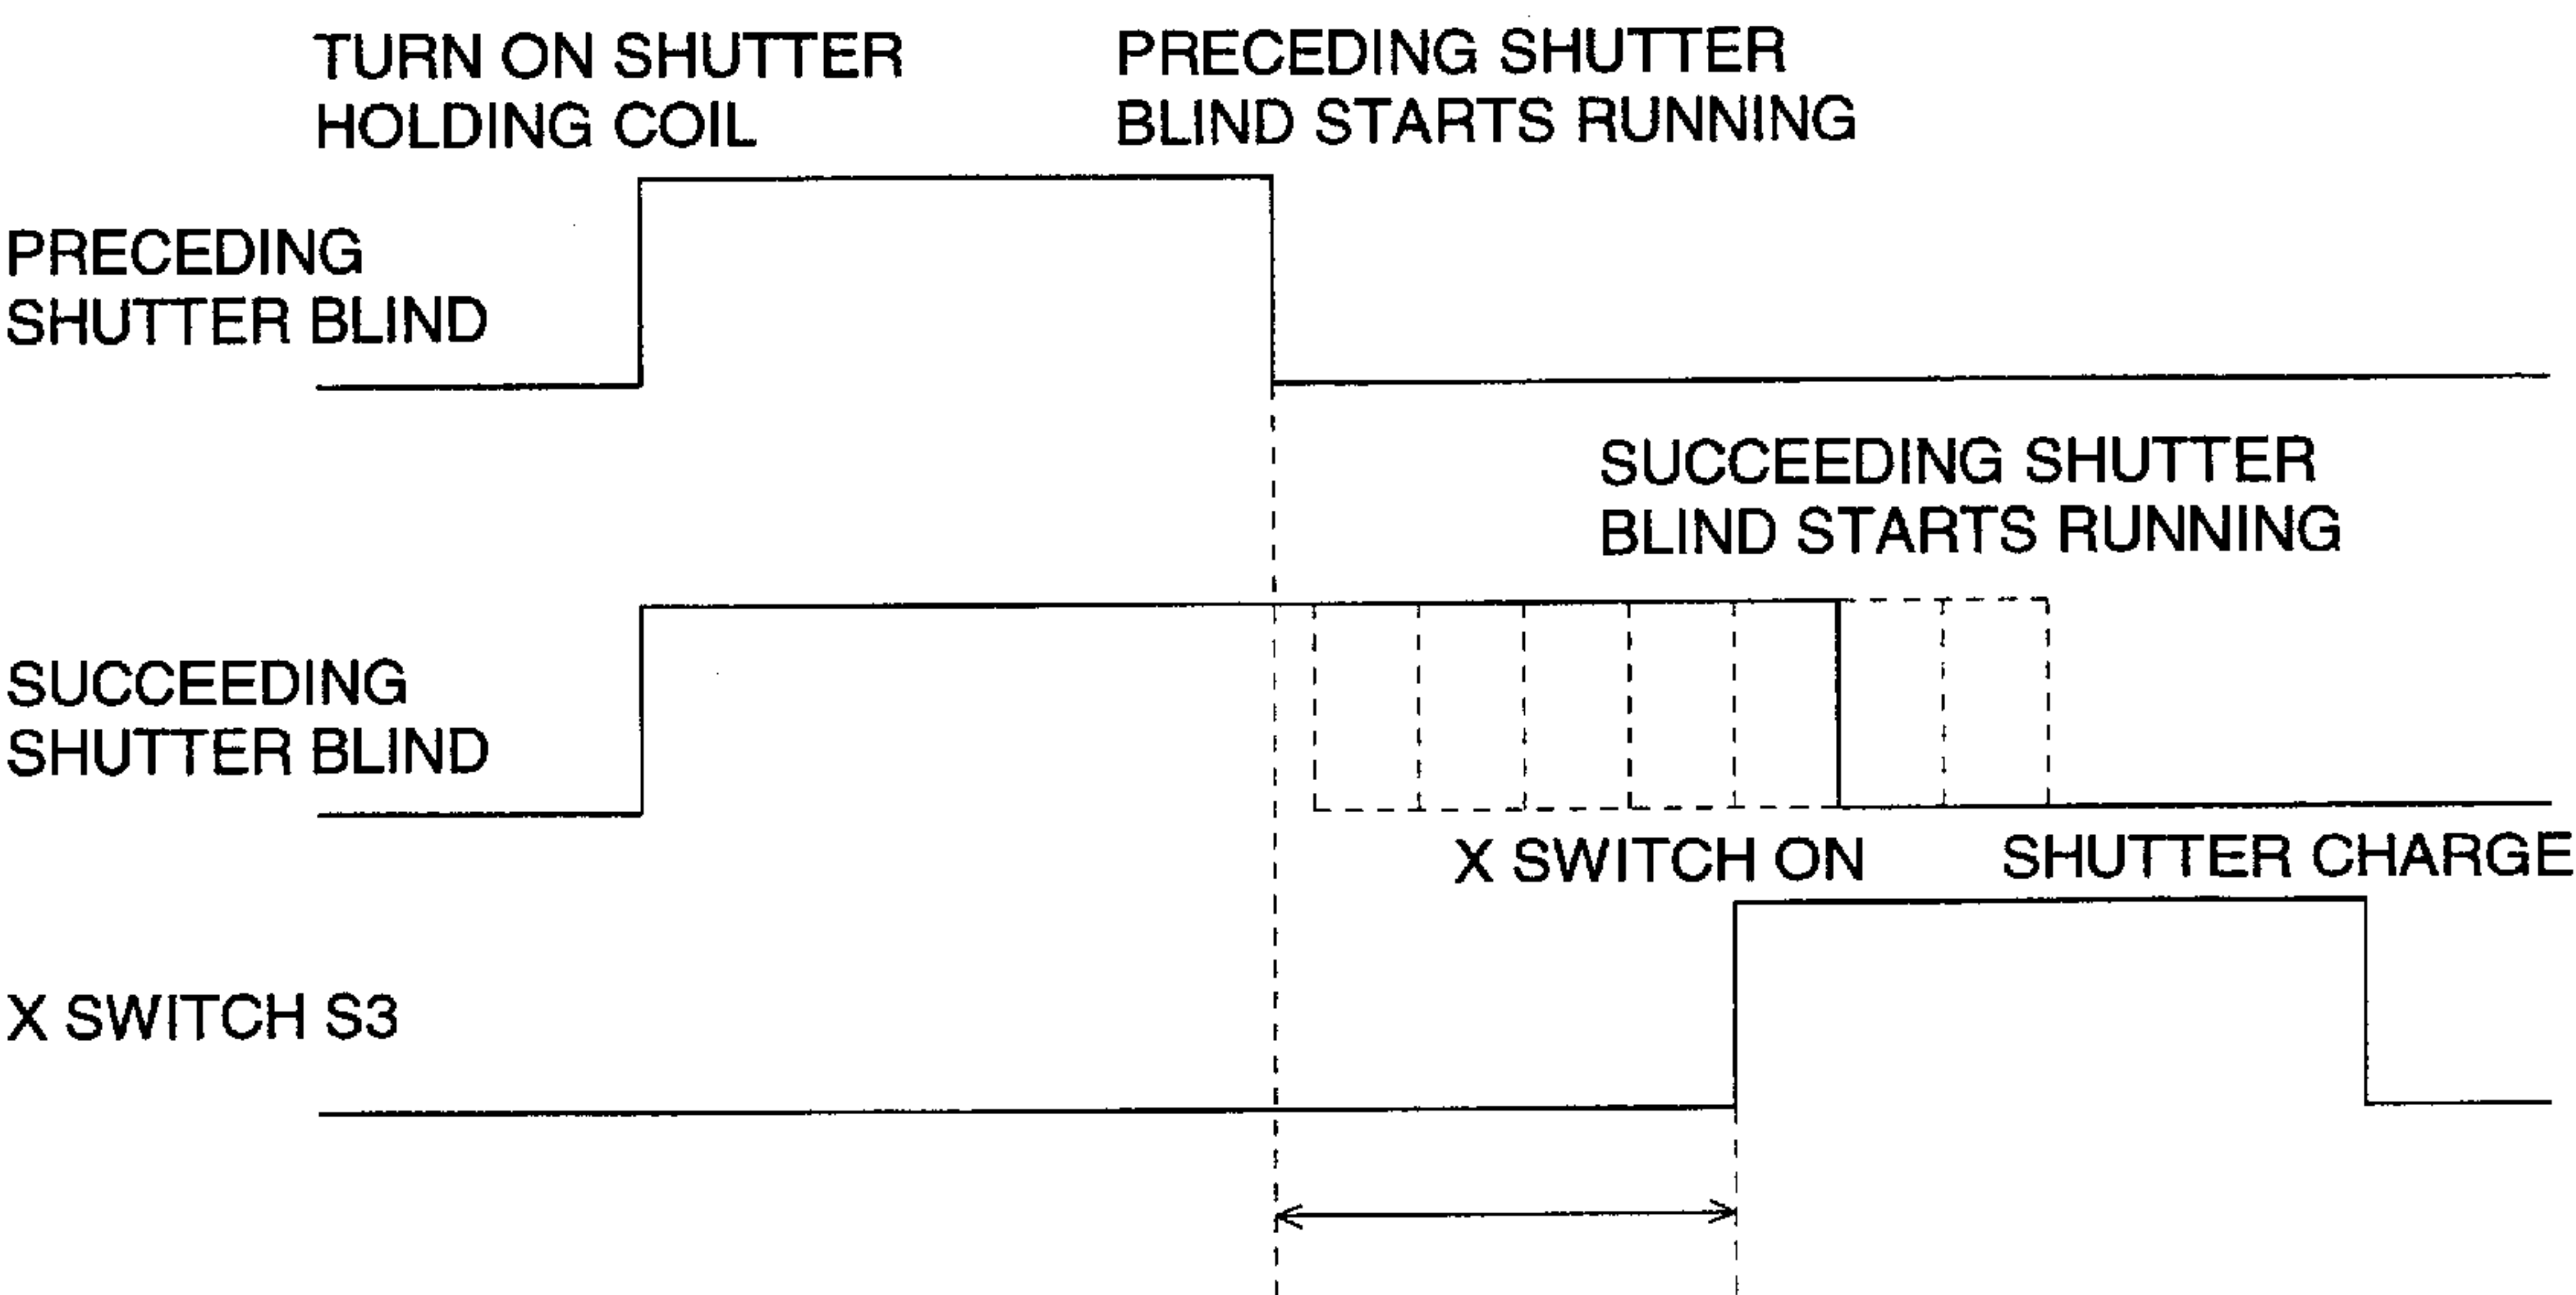 TURN ON SHUTTER
HOLDING COIL
PRECEDING SHUTTER
BLIND STARTS RUNNING
PRECEDING
SHUTTER BLIND
SUCCEEDING SHUTTER
BLIND STARTS RUNNING
SUCCEEDING
SHUTTER BLIND
X SWITCH ON
SHUTTER CHARGE
X SWITCH S3